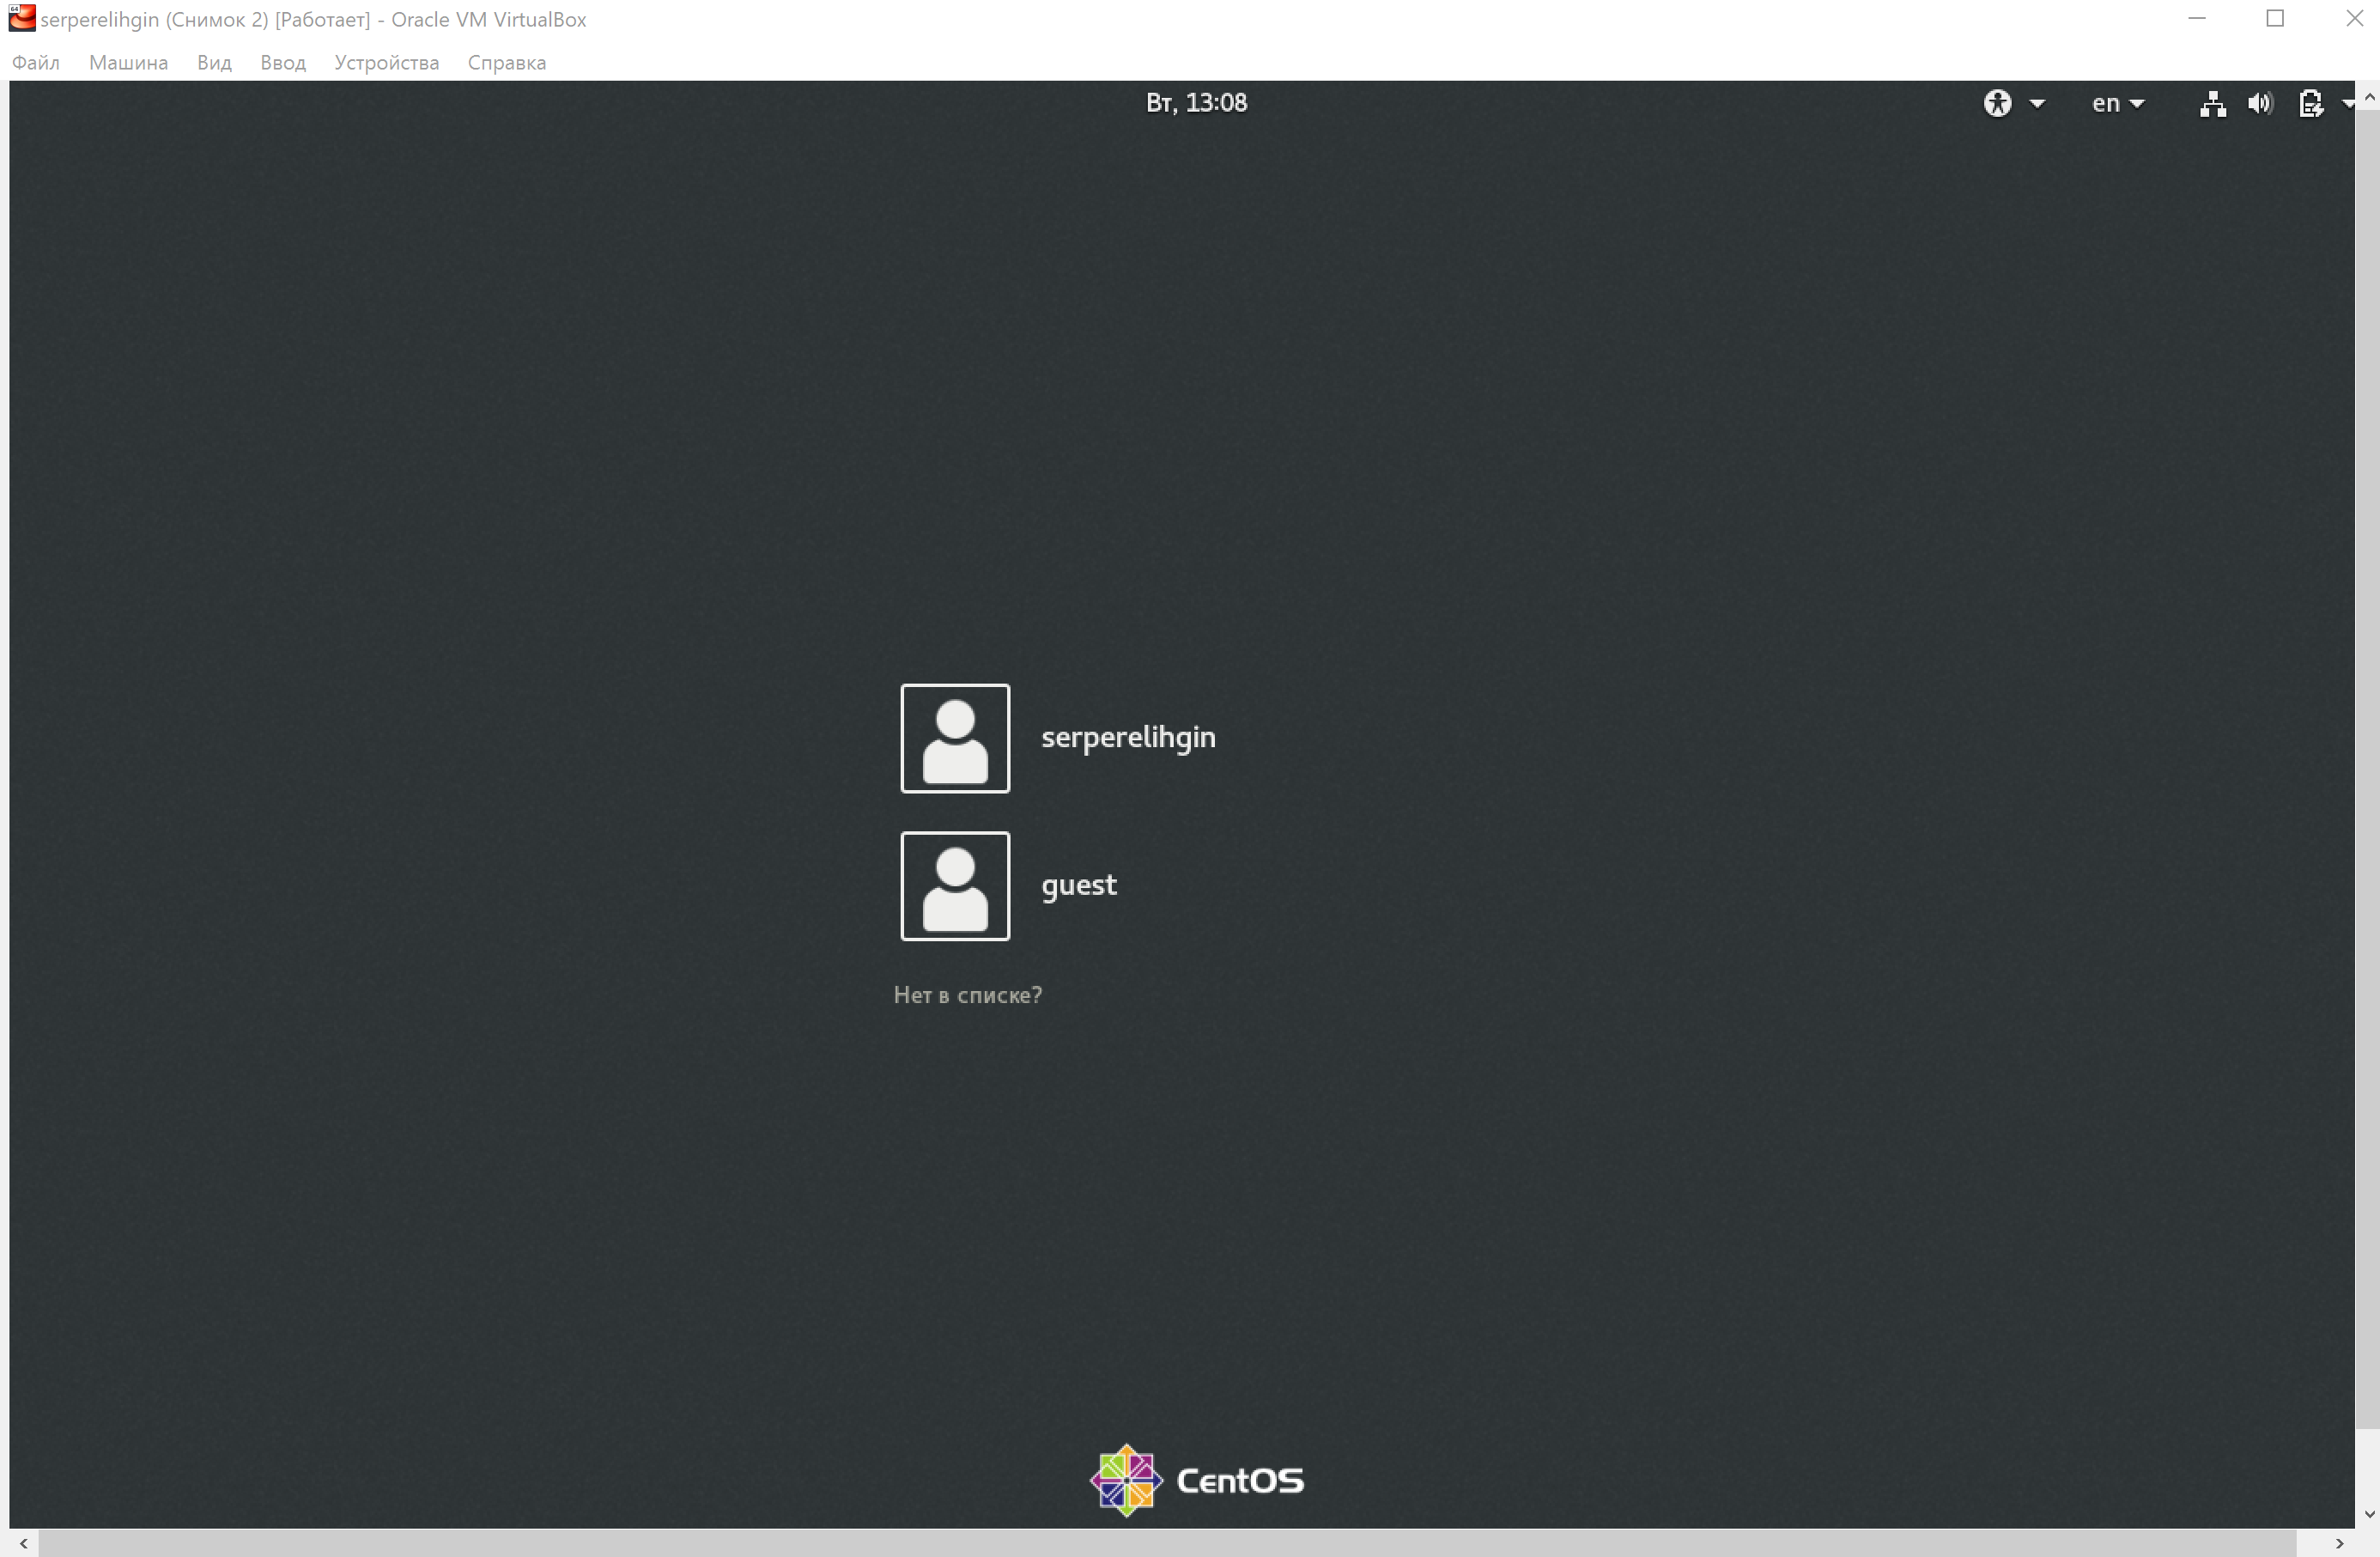 serperelihgin (Снимок 2) [Работает] - Oracle VM VirtualBox
Файл Машина Вид Ввод Устройства Справка
Вт, 13:08 en
serperelihgin
guest
Нет в списке?
CentOS